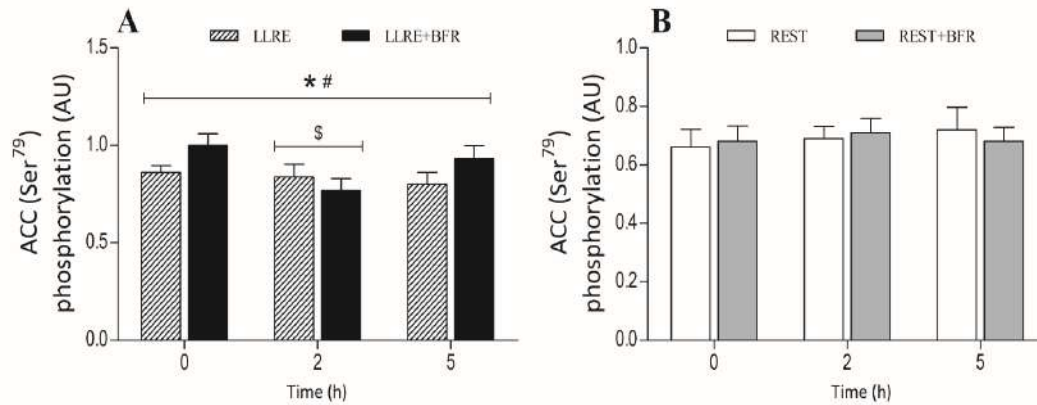 A
LLRE
LLRE+BFR
ACC (Ser79)
phosphorylation (AU)
1.5
1.0
0.5
0.0
* #
$
0
2
5
Time (h)
B
REST
REST+BFR
ACC (Ser79)
phosphorylation (AU)
1.0
0.8
0.6
0.4
0.2
0.0
0
2
5
Time (h)